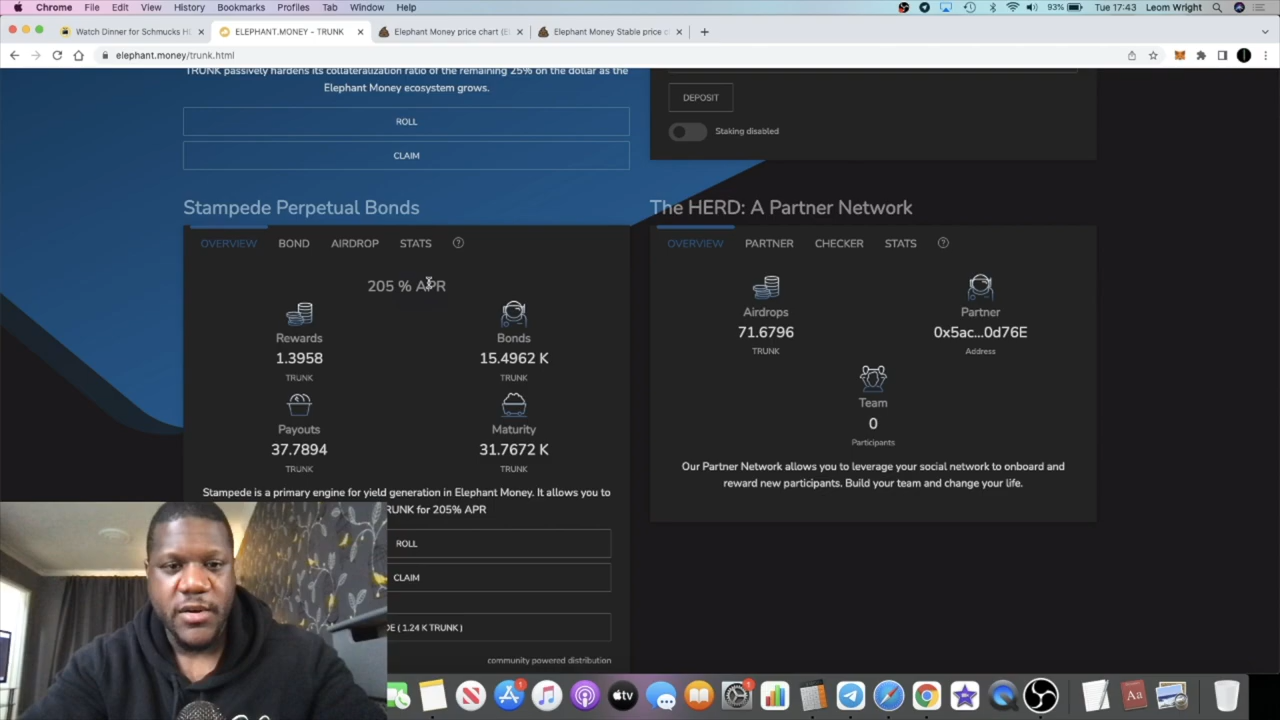 Chrome File Edit View History Bookmarks Profiles Tab Window Help 93% Tue 17:43 Leom Wright
Watch Dinner for Schmucks H ELEPHANT.MONEY - TRUNK Elephant Money price chart (E Elephant Money Stable price c
elephant.money/trunk.html
TRUNK passively hardens its collateralization ratio of the remaining 25% on the dollar as the
Elephant Money ecosystem grows.
ROLL
CLAIM
DEPOSIT
Staking disabled
Stampede Perpetual Bonds
OVERVIEW BOND AIRDROP STATS ?
205 % APR
Rewards
1.3958
TRUNK
Bonds
15.4962 K
TRUNK
Payouts
37.7894
TRUNK
Maturity
31.7672 K
TRUNK
Stampede is a primary engine for yield generation in Elephant Money. It allows you to
RUNK for 205% APR
ROLL
CLAIM
DE ( 1.24 K TRUNK )
community powered distribution
The HERD: A Partner Network
OVERVIEW PARTNER CHECKER STATS ?
Airdrops
71.6796
TRUNK
Partner
0x5ac...0d76E
Address
Team
0
Participants
Our Partner Network allows you to leverage your social network to onboard and
reward new participants. Build your team and change your life.
1
tv
1
Aa